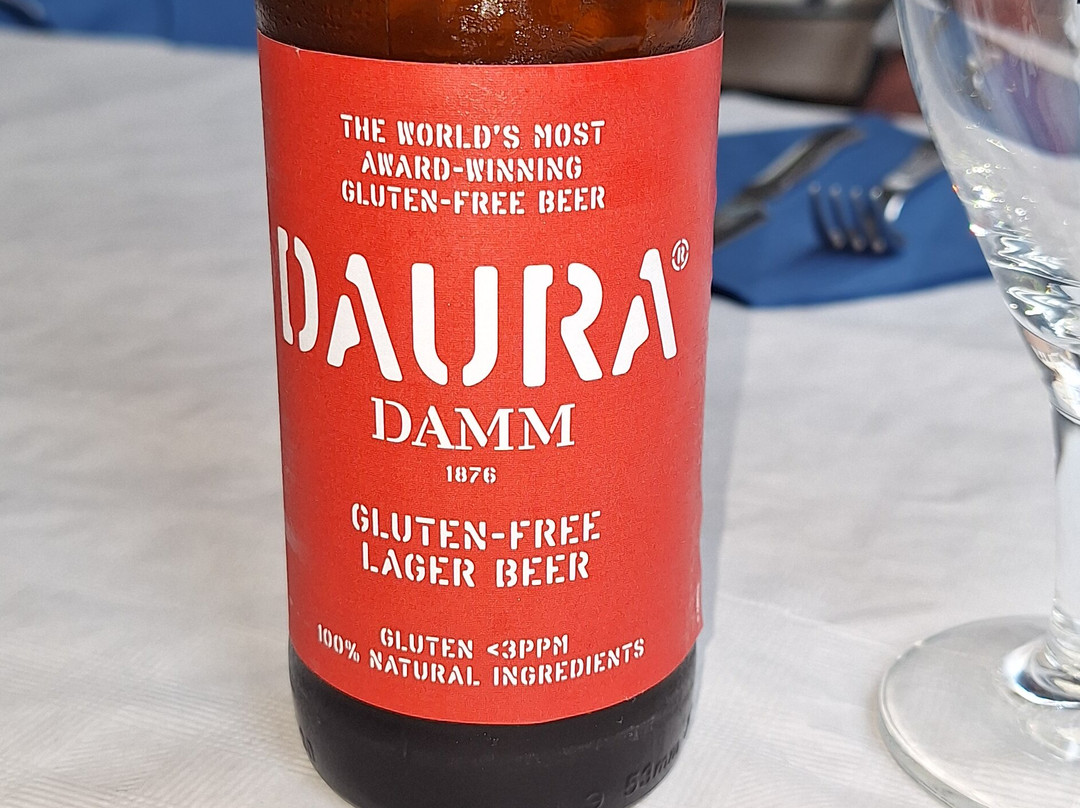 THE WORLD'S MOST
AWARD-WINNING
GLUTEN-FREE BEER
DAURA®
DAMM
1876
GLUTEN-FREE
LAGER BEER
GLUTEN <3PPM
100% NATURAL INGREDIENTS